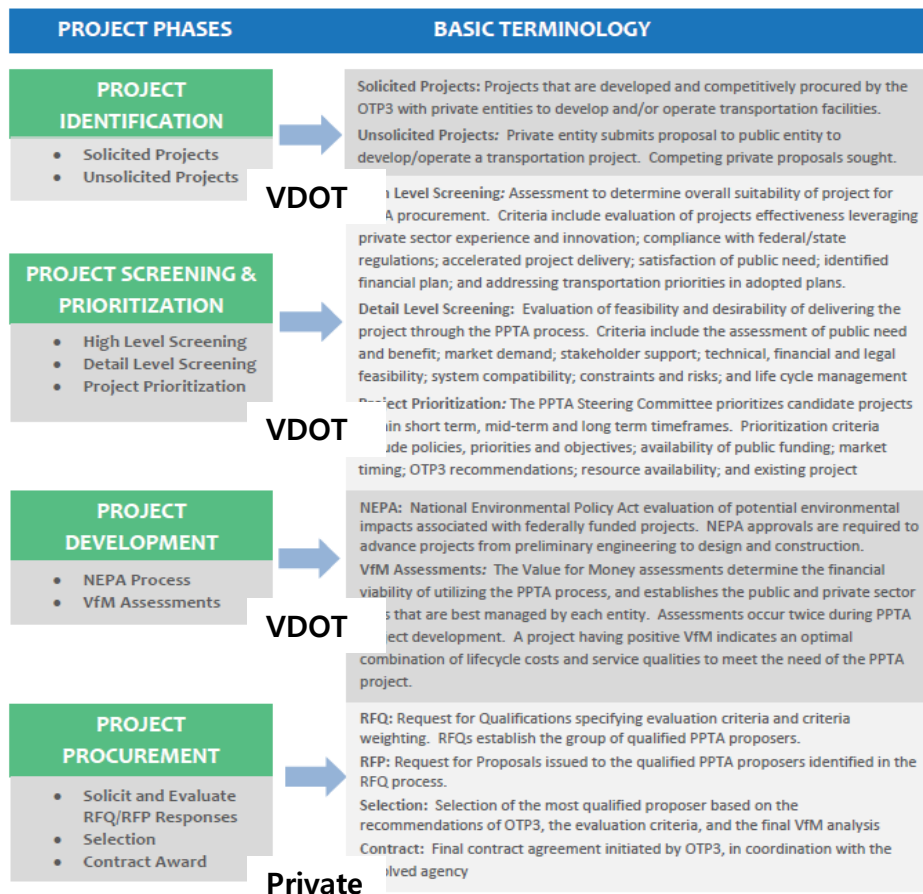 PROJECT PHASES
BASIC TERMINOLOGY
PROJECT
IDENTIFICATION
• Solicited Projects
• Unsolicited Projects
VDOT
Solicited Projects: Projects that are developed and competitively procured by the
OTP3 with private entities to develop and/or operate transportation facilities.
Unsolicited Projects: Private entity submits proposal to public entity to
develop/operate a transportation project. Competing private proposals sought.
PROJECT SCREENING &
PRIORITIZATION
• High Level Screening
• Detail Level Screening
• Project Prioritization
VDOT
Level Screening: Assessment to determine overall suitability of project for
procurement. Criteria include evaluation of projects effectiveness leveraging
private sector experience and innovation; compliance with federal/state
regulations; accelerated project delivery; satisfaction of public need; identified
financial plan; and addressing transportation priorities in adopted plans.
Detail Level Screening: Evaluation of feasibility and desirability of delivering the
project through the PPTA process. Criteria include the assessment of public need
and benefit; market demand; stakeholder support; technical, financial and legal
feasibility; system compatibility; constraints and risks; and life cycle management
Project Prioritization: The PPTA Steering Committee prioritizes candidate projects
short term, mid-term and long term timeframes. Prioritization criteria
policies, priorities and objectives; availability of public funding; market
timing; OTP3 recommendations; resource availability; and existing project
PROJECT
DEVELOPMENT
• NEPA Process
• VfM Assessments
VDOT
NEPA: National Environmental Policy Act evaluation of potential environmental
impacts associated with federally funded projects. NEPA approvals are required to
advance projects from preliminary engineering to design and construction.
VfM Assessments: The Value for Money assessments determine the financial
viability of utilizing the PPTA process, and establishes the public and private sector
that are best managed by each entity. Assessments occur twice during PPTA
development. A project having positive VfM indicates an optimal
combination of lifecycle costs and service qualities to meet the need of the PPTA
project.
PROJECT
PROCUREMENT
• Solicit and Evaluate
RFQ/RFP Responses
• Selection
• Contract Award
Private
RFQ: Request for Qualifications specifying evaluation criteria and criteria
weighting. RFQs establish the group of qualified PPTA proposers.
RFP: Request for Proposals issued to the qualified PPTA proposers identified in the
RFQ process.
Selection: Selection of the most qualified proposer based on the
recommendations of OTP3, the evaluation criteria, and the final VfM analysis
Contract: Final contract agreement initiated by OTP3, in coordination with the
agency